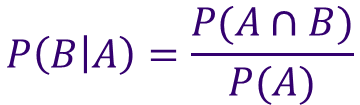 P(B|A) = P(A ∩ B) / P(A)